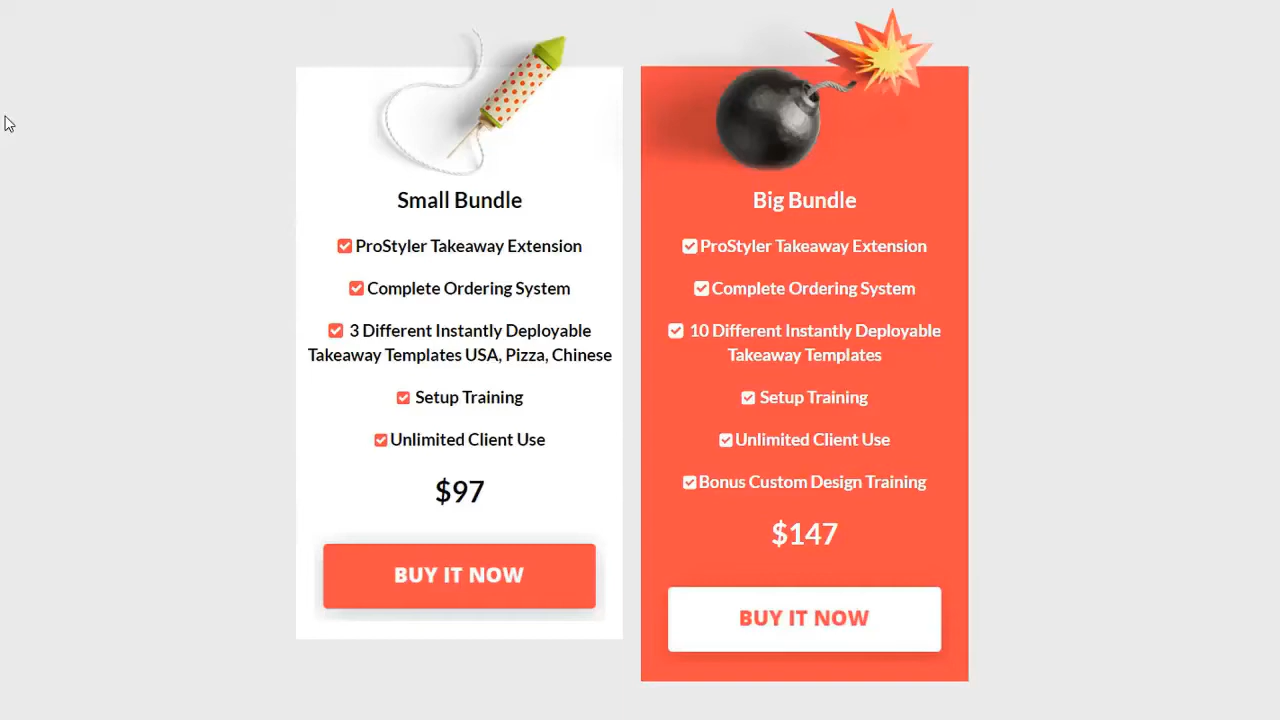 Small Bundle
ProStyler Takeaway Extension
Complete Ordering System
3 Different Instantly Deployable
Takeaway Templates USA, Pizza, Chinese
Setup Training
Unlimited Client Use
$97
BUY IT NOW
Big Bundle
ProStyler Takeaway Extension
Complete Ordering System
10 Different Instantly Deployable
Takeaway Templates
Setup Training
Unlimited Client Use
Bonus Custom Design Training
$147
BUY IT NOW